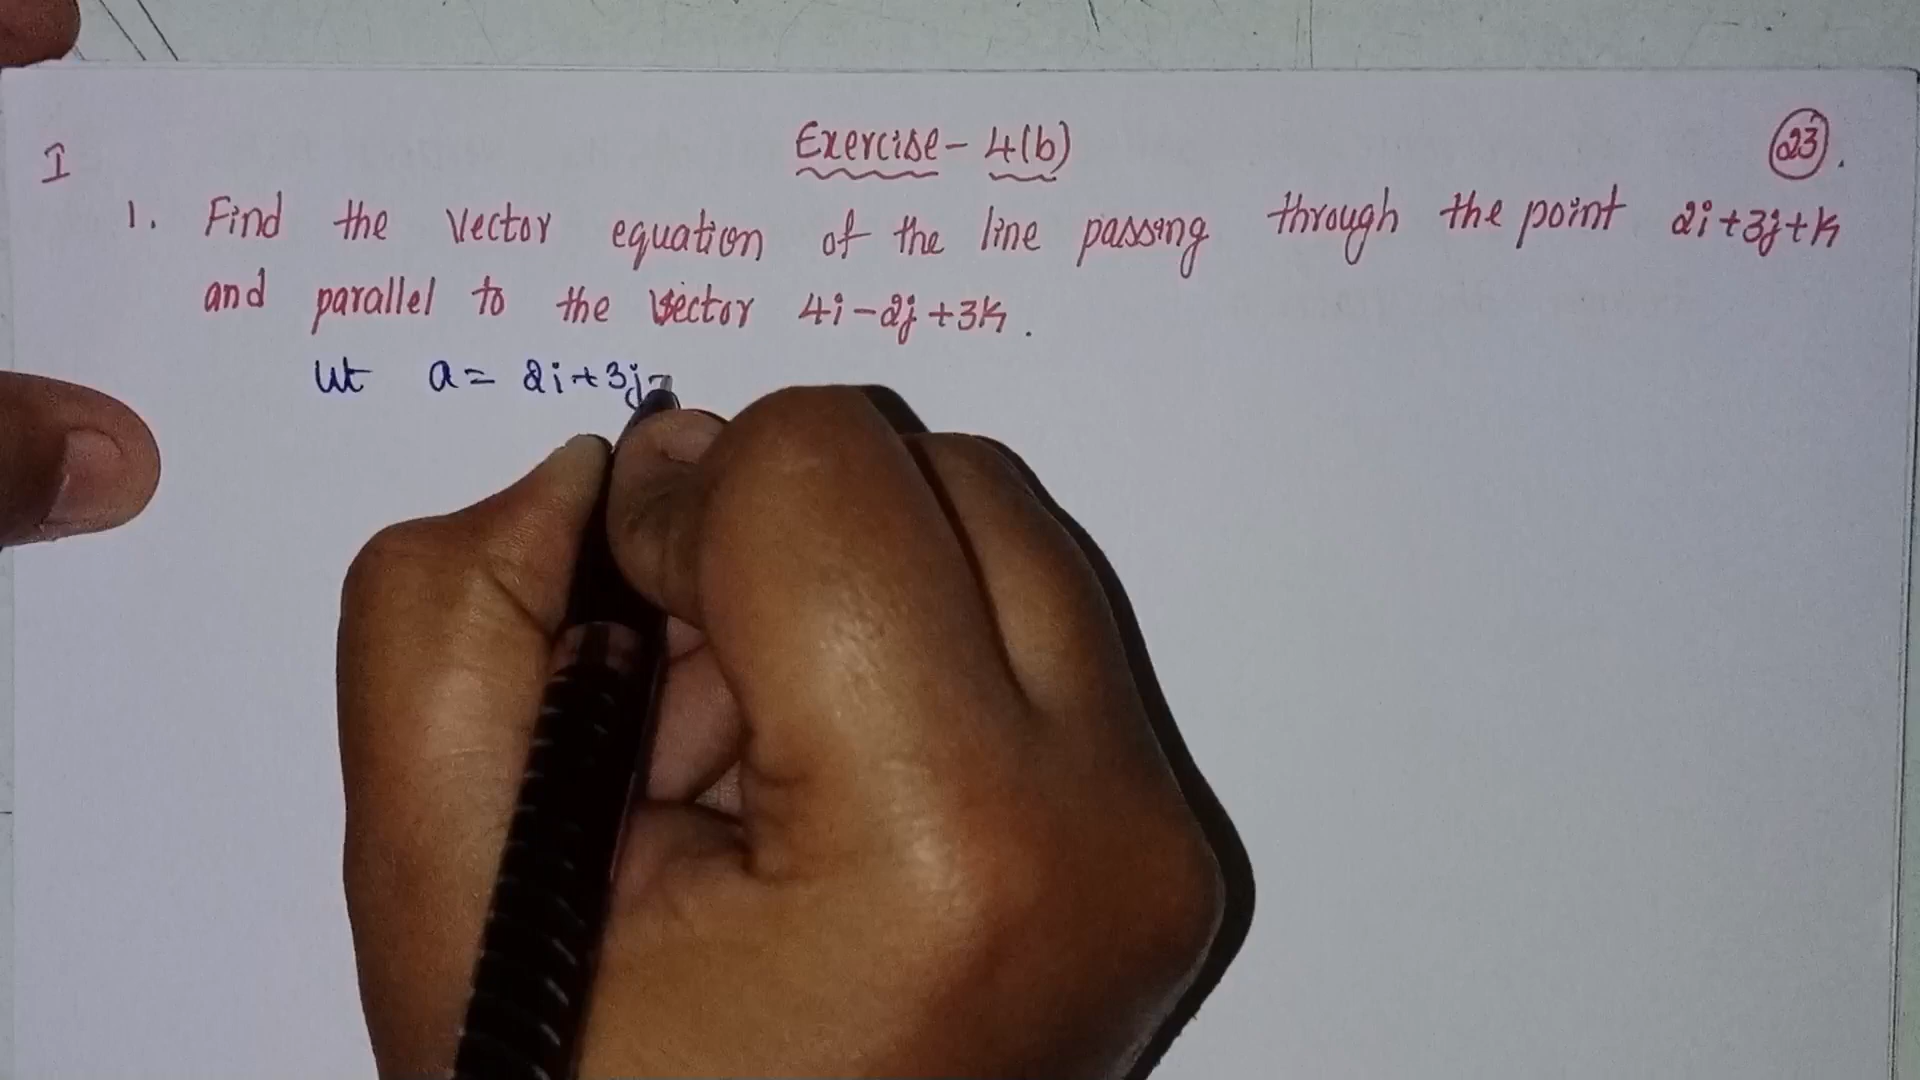 Exercise - 4(b)
23.
I
1. Find the vector equation of the line passing through the point 2i+3j+k
and parallel to the vector 4i-2j+3k.
Let a = 2i+3j